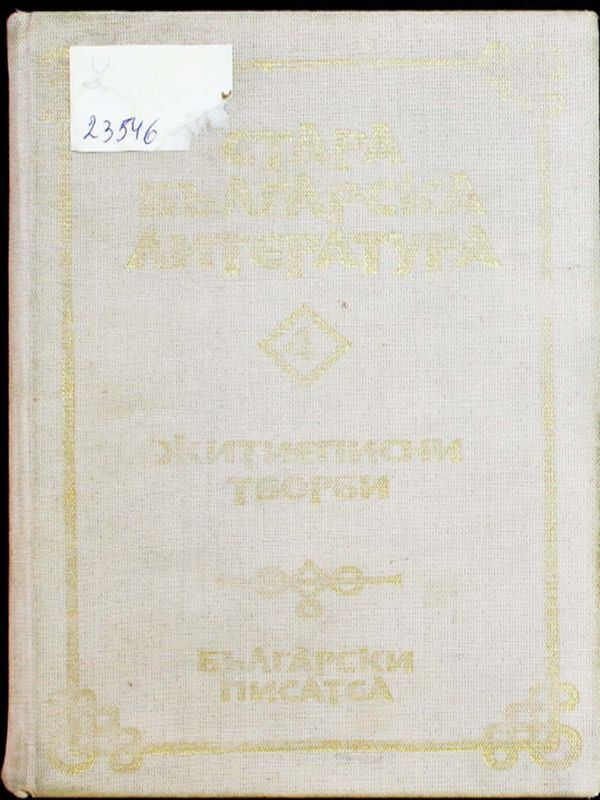 23546
СТАРА
БЪЛГАРСКА
ЛИТЕРАТУРА
4
ЖИТИЕПИСНИ
ТВОРБИ
БЪЛГАРСКИ
ПИСАТЕЛ